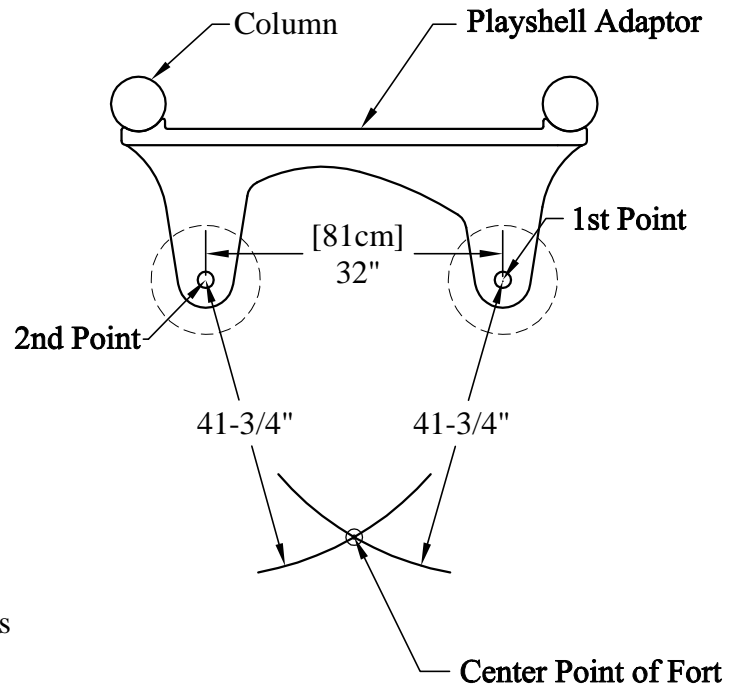 Column
Playshell Adaptor
1st Point
[81cm]
32"
2nd Point
41-3/4"
41-3/4"
s
Center Point of Fort